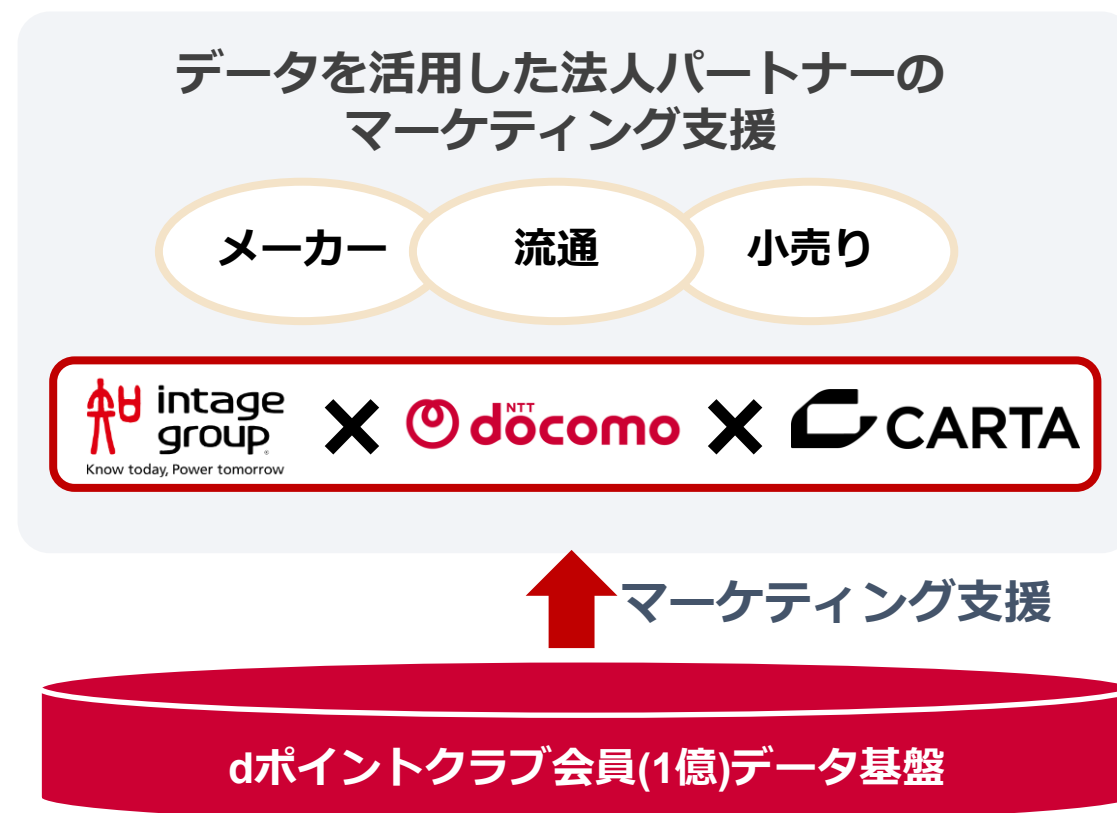 データを活用した法人パートナーの
マーケティング支援
メーカー 流通 小売り
intage
group
Know today, Power tomorrow
×
NTT
döcomo
×
CARTA
マーケティング支援
dポイントクラブ会員(1億)データ基盤